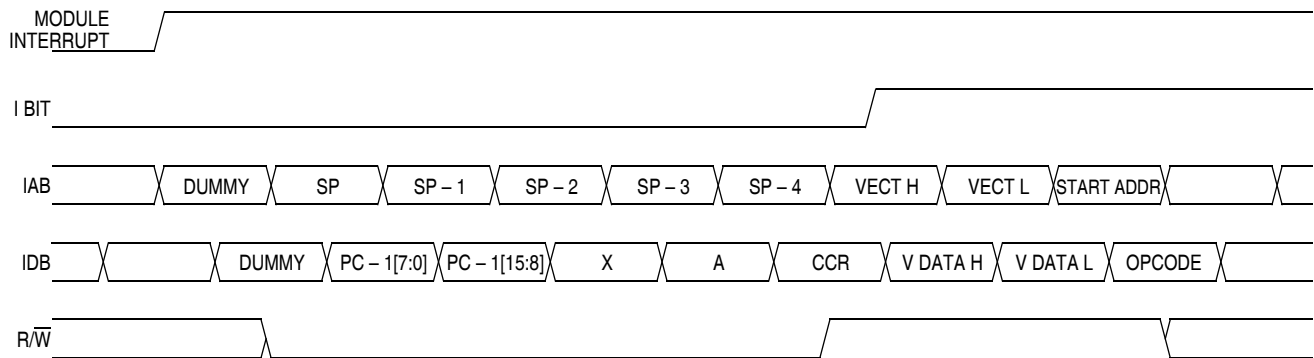 MODULE
INTERRUPT
I BIT
IAB DUMMY SP SP – 1 SP – 2 SP – 3 SP – 4 VECT H VECT L START ADDR
IDB DUMMY PC – 1[7:0] PC – 1[15:8] X A CCR V DATA H V DATA L OPCODE
R/W̅